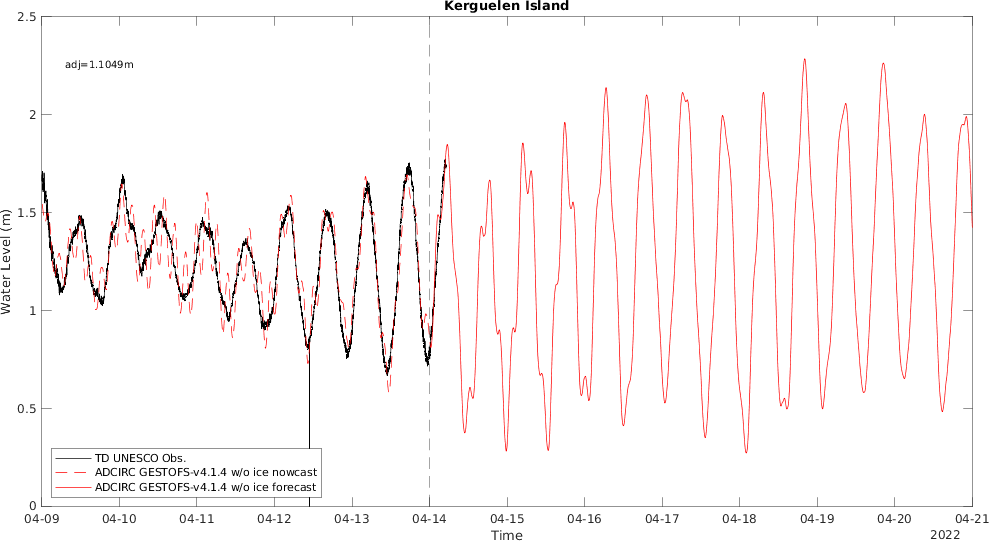 Kerguelen Island
2.5
adj=1.1049m
2
1.5
Water Level (m)
1
0.5
TD UNESCO Obs.
ADCIRC GESTOFS-v4.1.4 w/o ice nowcast
ADCIRC GESTOFS-v4.1.4 w/o ice forecast
0
04-09 04-10 04-11 04-12 04-13 04-14 04-15 04-16 04-17 04-18 04-19 04-20 04-21
Time 2022